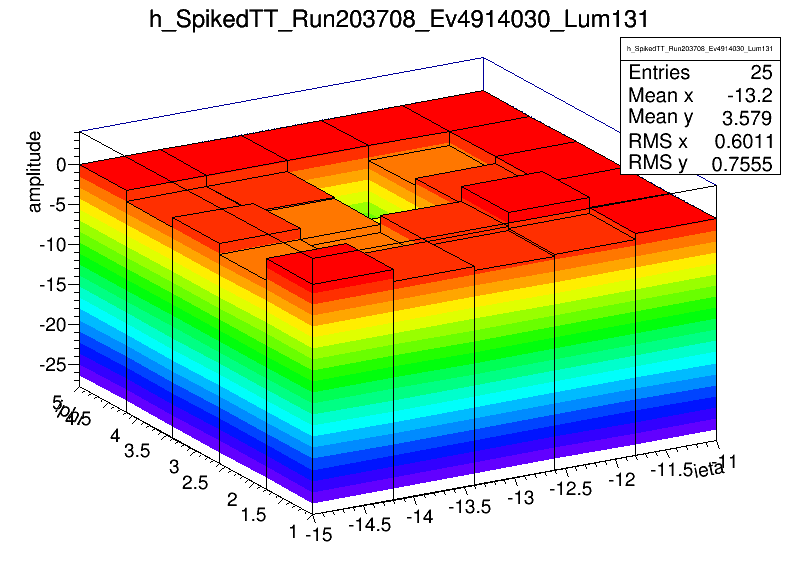 h_SpikedTT_Run203708_Ev4914030_Lum131
h_SpikedTT_Run203708_Ev4914030_Lum131
Entries 25
Mean x -13.2
Mean y 3.579
RMS x 0.6011
RMS y 0.7555
amplitude
0
-5
-10
-15
-20
-25
iphi
5
4.5
4
3.5
3
2.5
2
1.5
1
-15
-14.5
-14
-13.5
-13
-12.5
-12
-11.5
-11
ieta